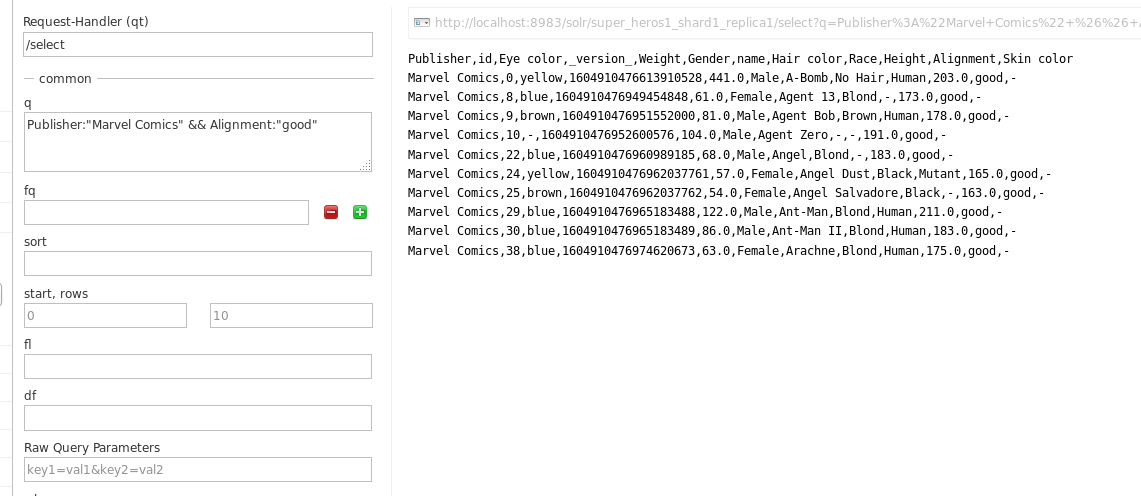 Request-Handler (qt)
/select
common
q
Publisher:"Marvel Comics" && Alignment:"good"
fq
sort
start, rows
0
10
fl
df
Raw Query Parameters
key1=val1&key2=val2
http://localhost:8983/solr/super_heros1_shard1_replica1/select?q=Publisher%3A%22Marvel+Comics%22+%26%26+
Publisher,id,Eye color,_version_,Weight,Gender,name,Hair color,Race,Height,Alignment,Skin color
Marvel Comics,0,yellow,1604910476613910528,441.0,Male,A-Bomb,No Hair,Human,203.0,good,-
Marvel Comics,8,blue,1604910476949454848,61.0,Female,Agent 13,Blond,-,173.0,good,-
Marvel Comics,9,brown,1604910476951552000,81.0,Male,Agent Bob,Brown,Human,178.0,good,-
Marvel Comics,10,-,1604910476952600576,104.0,Male,Agent Zero,-,-,191.0,good,-
Marvel Comics,22,blue,1604910476960989185,68.0,Male,Angel,Blond,-,183.0,good,-
Marvel Comics,24,yellow,1604910476962037761,57.0,Female,Angel Dust,Black,Mutant,165.0,good,-
Marvel Comics,25,brown,1604910476962037762,54.0,Female,Angel Salvadore,Black,-,163.0,good,-
Marvel Comics,29,blue,1604910476965183488,122.0,Male,Ant-Man,Blond,Human,211.0,good,-
Marvel Comics,30,blue,1604910476965183489,86.0,Male,Ant-Man II,Blond,Human,183.0,good,-
Marvel Comics,38,blue,1604910476974620673,63.0,Female,Arachne,Blond,Human,175.0,good,-